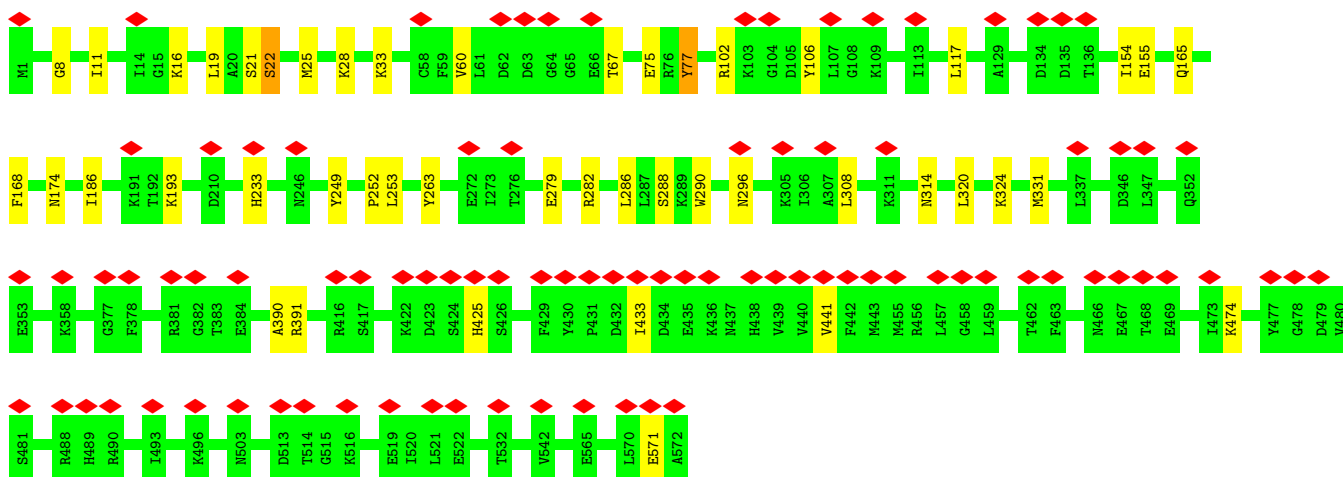 M1 G8 I11 I14 G15 K16 L19 A20 S21 S22 M25 K28 K33 C58 F59 V60 L61 D62 D63 G64 G65 E66 T67 E75 R76 Y77 R102 K103 G104 D105 Y106 L107 G108 K109 I113 L117 A129 D134 D135 T136 I154 E155 Q165
F168 N174 I186 K191 T192 K193 D210 H233 N246 Y249 P252 L253 Y263 E272 I273 T276 E279 R282 L286 L287 S288 K289 W290 N296 K305 I306 A307 L308 K311 N314 L320 K324 M331 L337 D346 L347 Q352
E353 K358 G377 F378 R381 G382 T383 E384 A390 R391 R416 S417 K422 D423 S424 H425 S426 F429 Y430 P431 D432 I433 D434 E435 K436 N437 H438 V439 V440 V441 F442 M443 M455 R456 L457 G458 L459 T462 F463 N466 E467 T468 E469 I473 K474 Y477 G478 D479 V480
S481 R488 H489 R490 I493 K496 N503 D513 T514 G515 K516 E519 I520 L521 E522 T532 V542 E565 L570 E571 A572